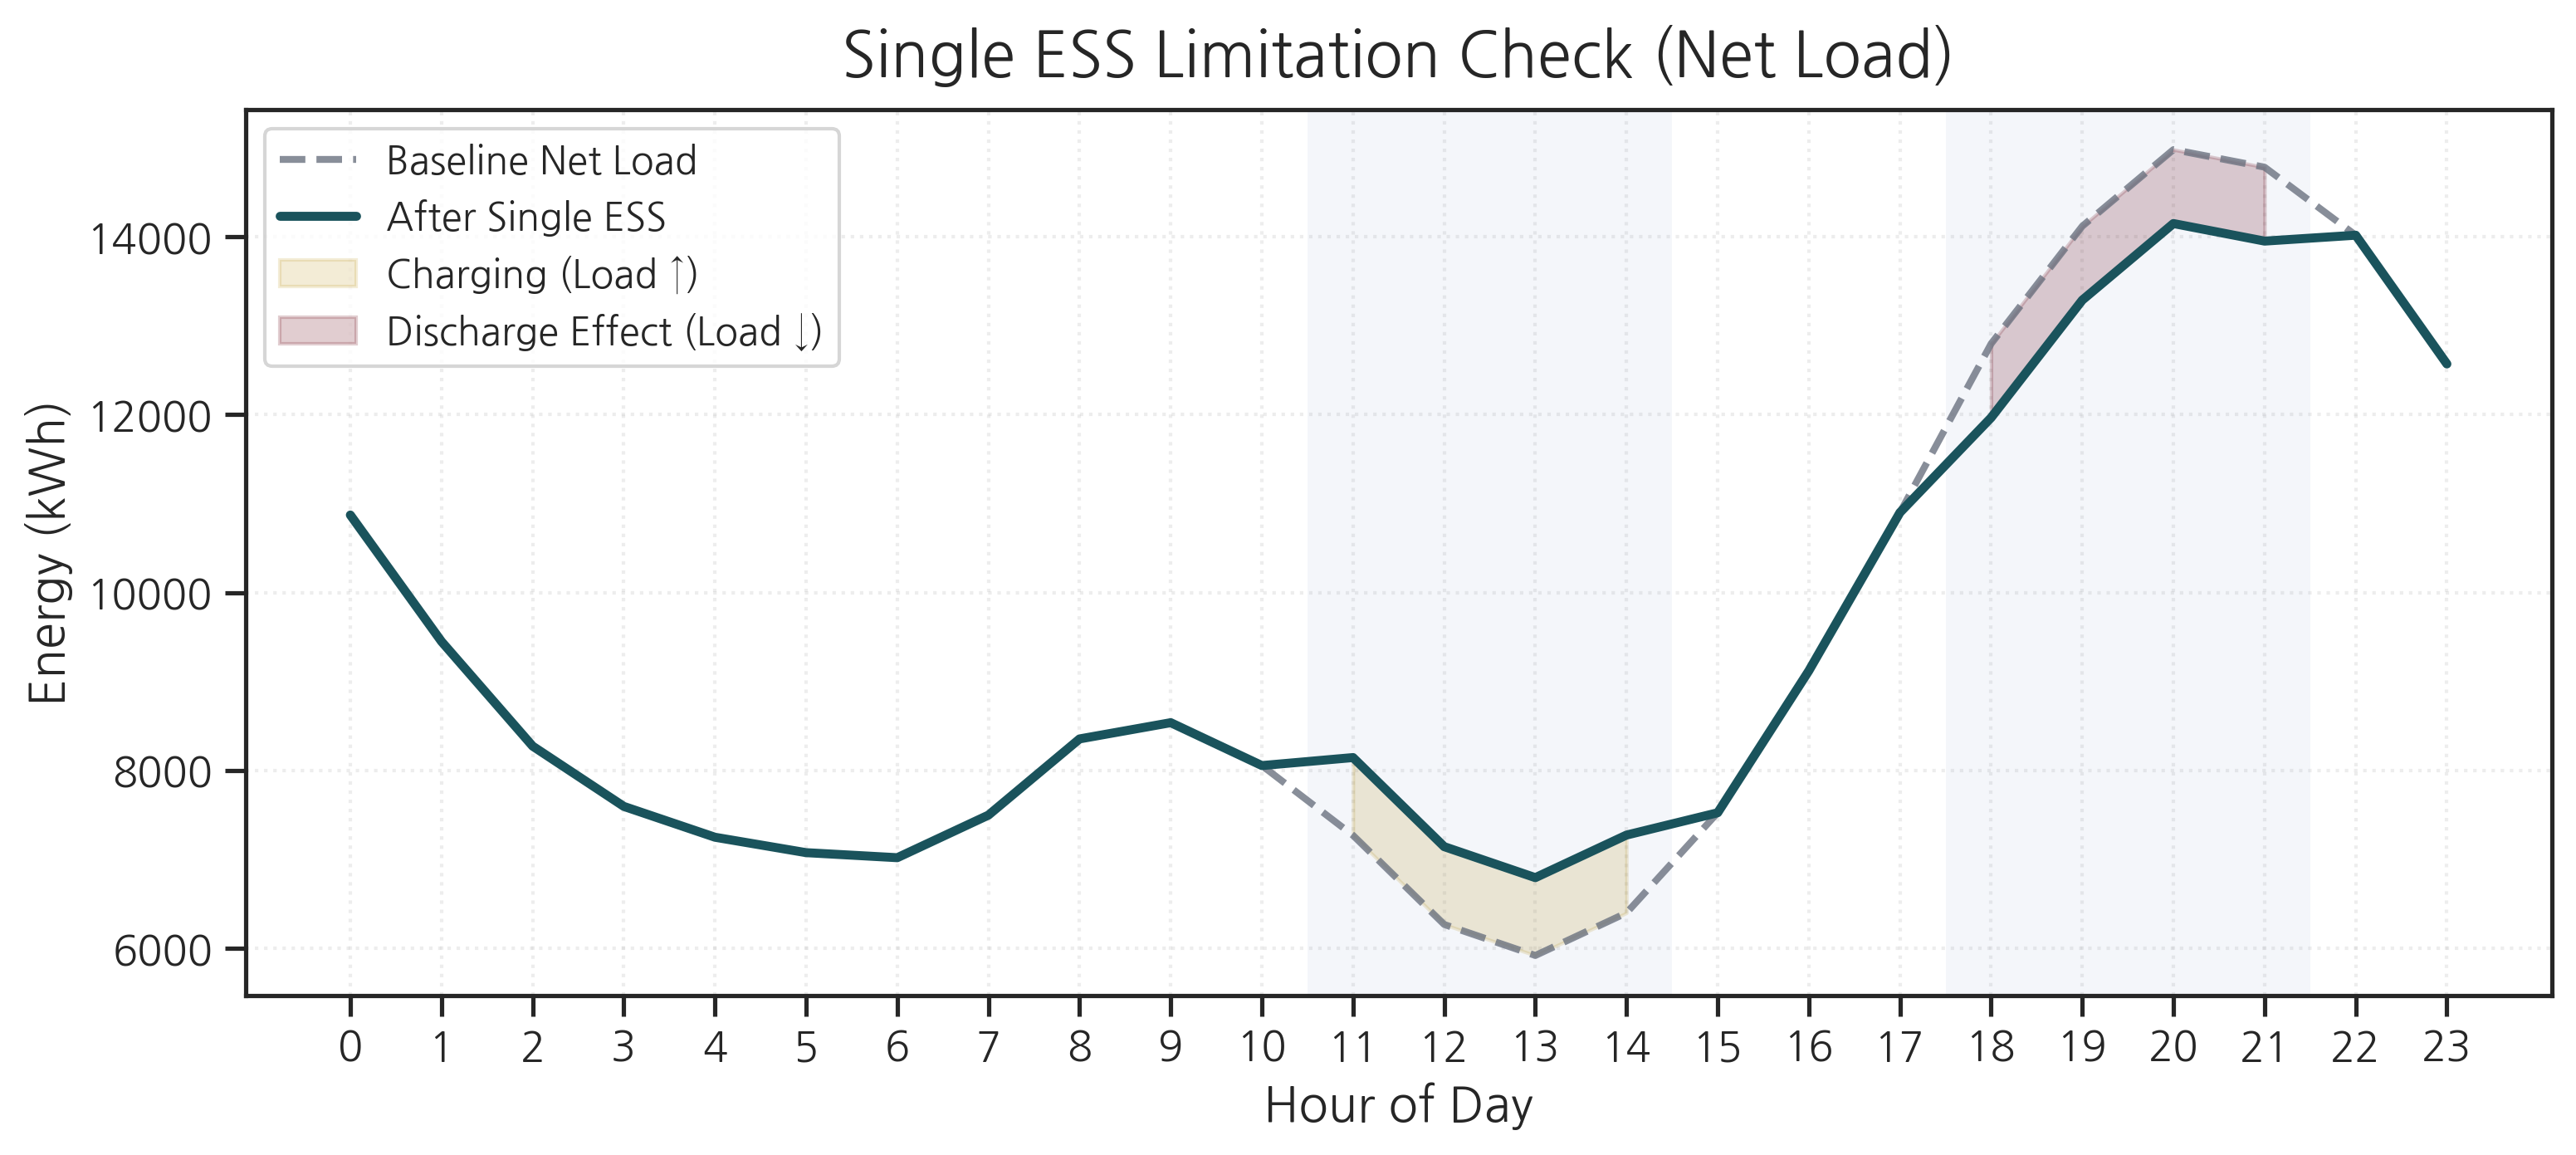 Single ESS Limitation Check (Net Load)
Baseline Net Load
After Single ESS
Charging (Load ↑)
Discharge Effect (Load ↓)
Energy (kWh)
14000
12000
10000
8000
6000
0 1 2 3 4 5 6 7 8 9 10 11 12 13 14 15 16 17 18 19 20 21 22 23
Hour of Day